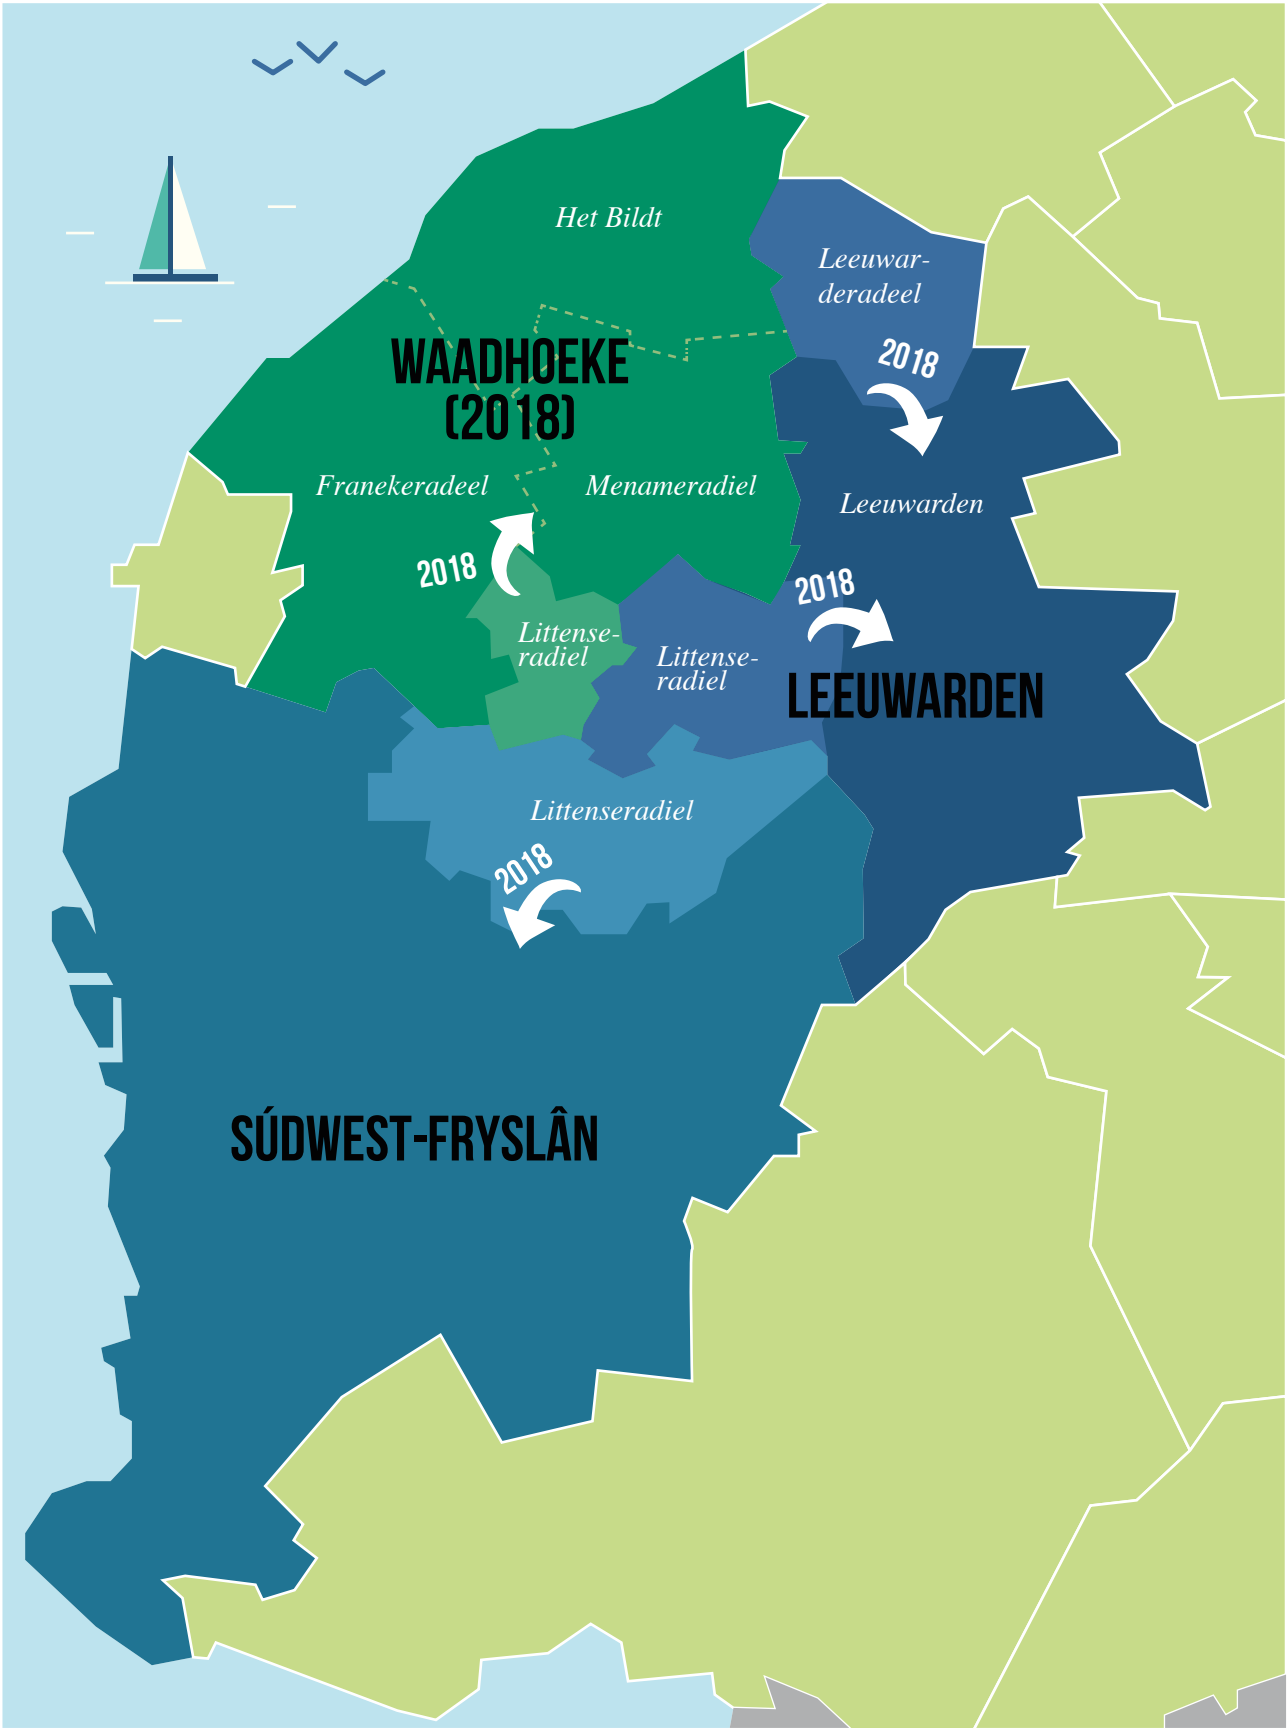 Het Bildt
Leeuwar-
deradeel
2018
WAADHOEKE
(2018)
Franekeradeel
Menameradiel
Leeuwarden
2018
2018
Littense-
radiel
Littense-
radiel
LEEUWARDEN
Littenseradiel
2018
SÚDWEST-FRYSLÂN